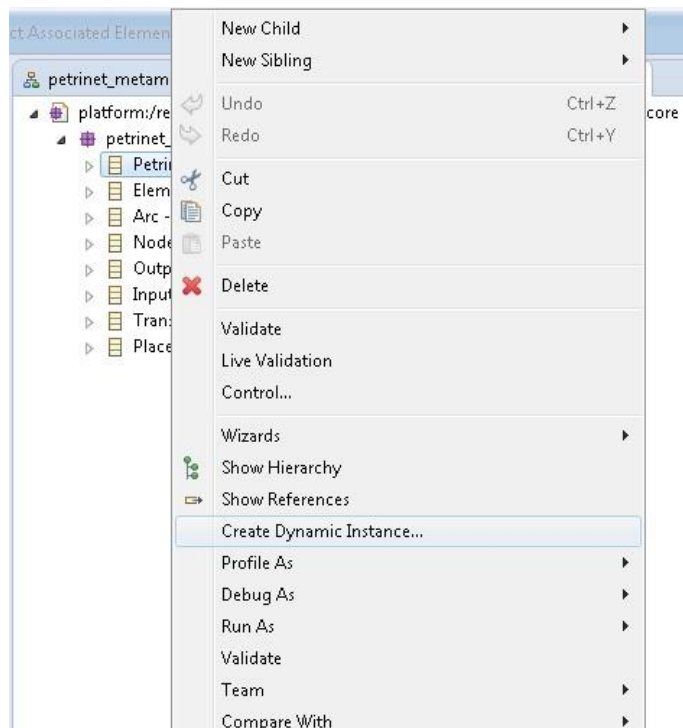 ct Associated Elemen
petrinet_metam
platform:/re
core
petrinet_
Petri
Elem
Arc -
Node
Outp
Input
Tran
Place
New Child
New Sibling
Undo Ctrl+Z
Redo Ctrl+Y
Cut
Copy
Paste
Delete
Validate
Live Validation
Control...
Wizards
Show Hierarchy
Show References
Create Dynamic Instance...
Profile As
Debug As
Run As
Validate
Team
Compare With